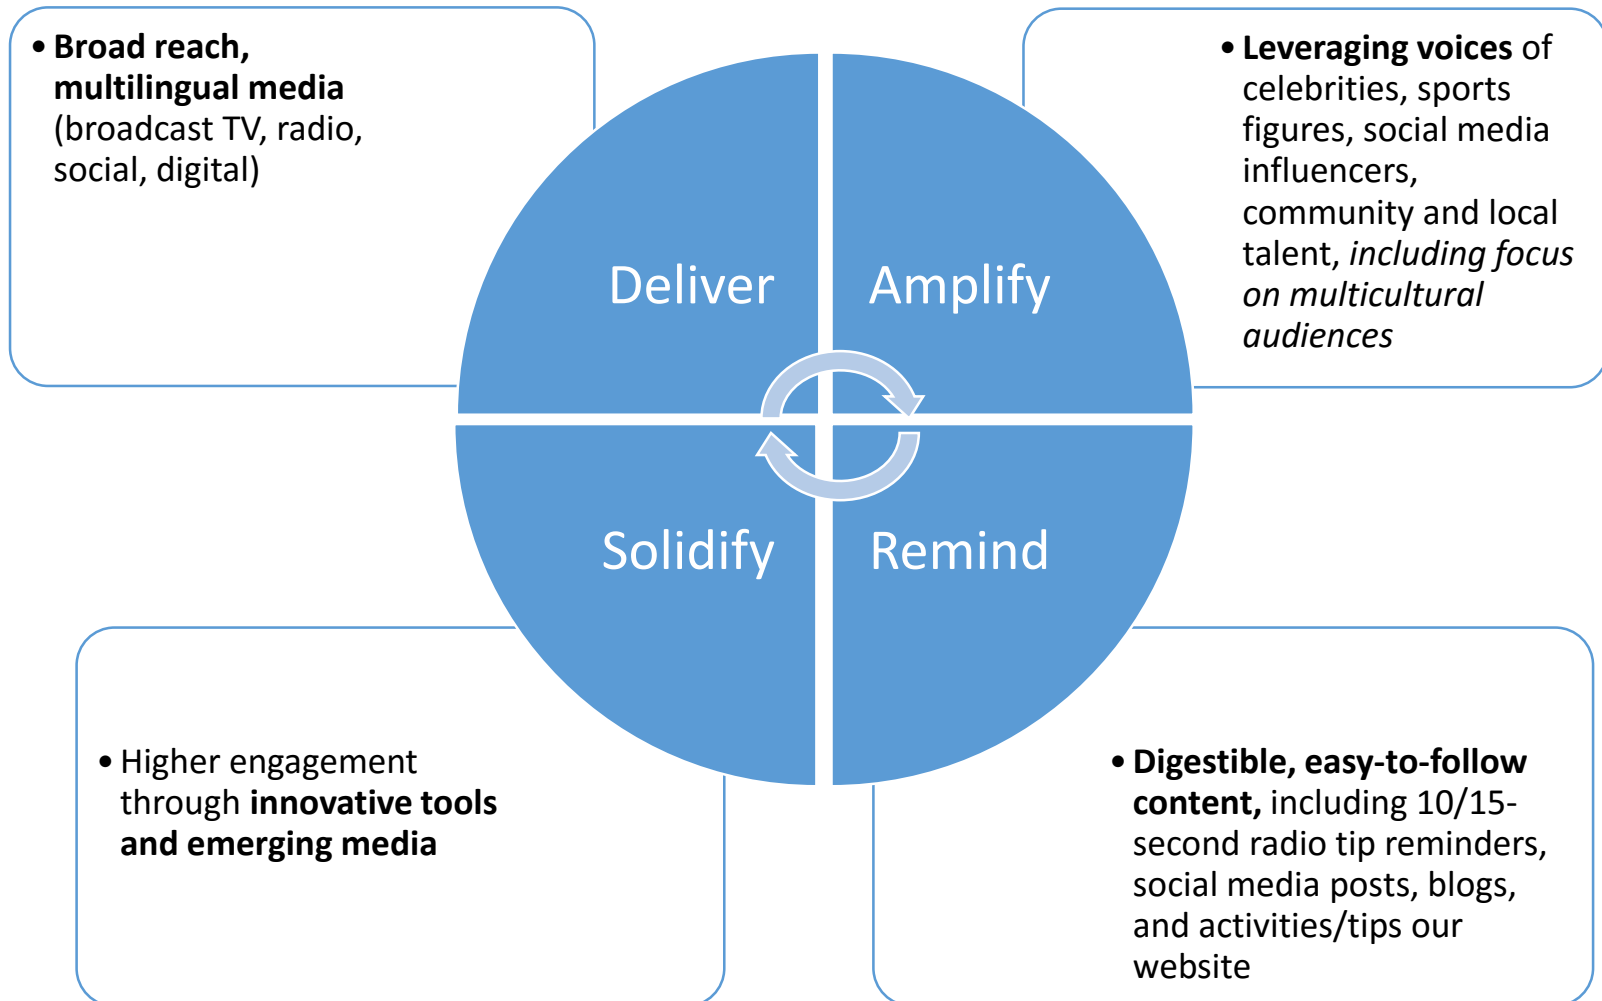 • Broad reach,
multilingual media
(broadcast TV, radio,
social, digital)
• Leveraging voices of
celebrities, sports
figures, social media
influencers,
community and local
talent, including focus
on multicultural
audiences
Deliver
Amplify
Solidify
Remind
• Higher engagement
through innovative tools
and emerging media
• Digestible, easy-to-follow
content, including 10/15-
second radio tip reminders,
social media posts, blogs,
and activities/tips our
website